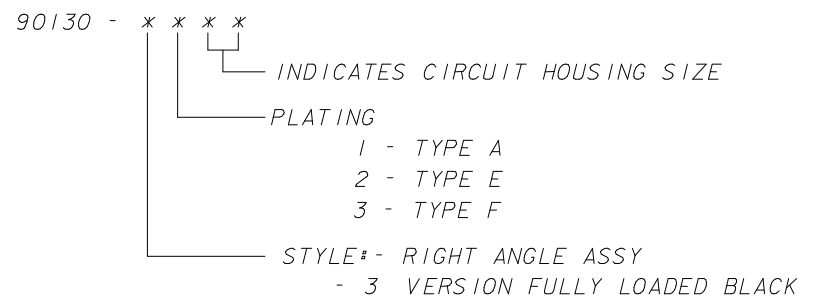 90130 - * * * *
INDICATES CIRCUIT HOUSING SIZE
PLATING
1 - TYPE A
2 - TYPE E
3 - TYPE F
STYLE:- RIGHT ANGLE ASSY
- 3 VERSION FULLY LOADED BLACK